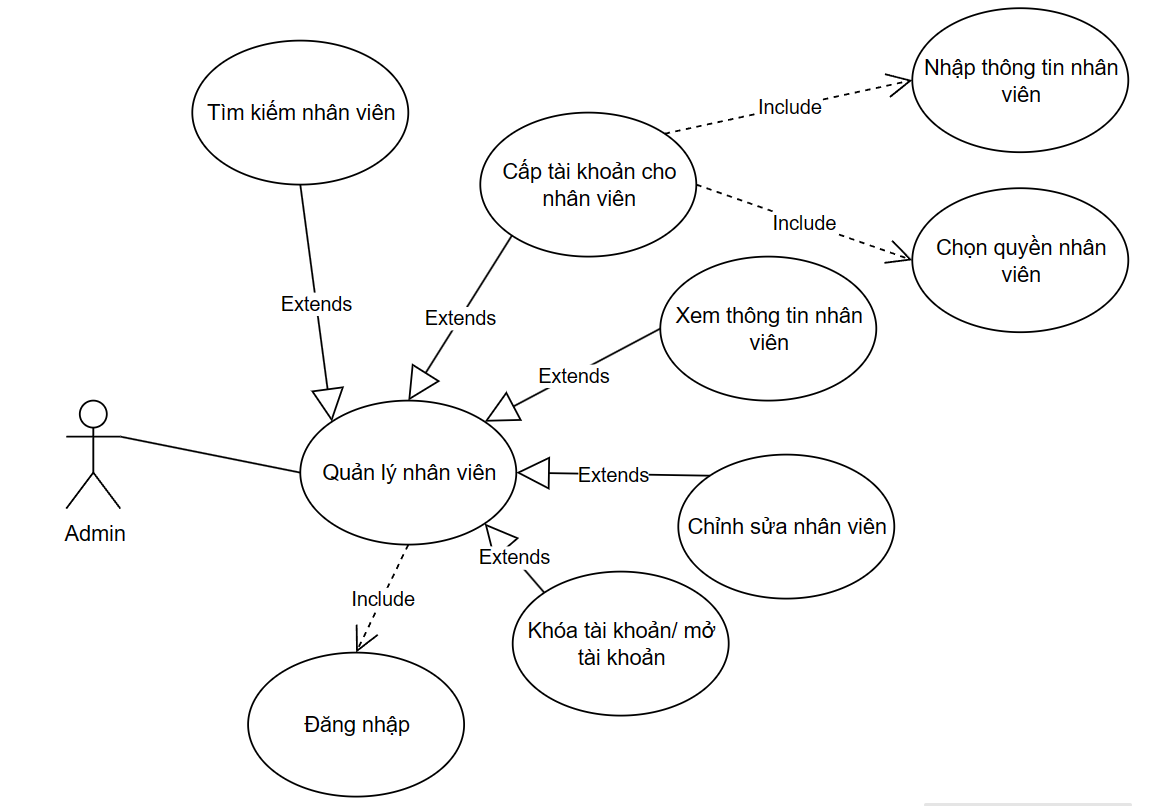 Nhập thông tin nhân
viên
Include
Tìm kiếm nhân viên
Cấp tài khoản cho
nhân viên
Include
Chọn quyền nhân
viên
Extends
Extends
Xem thông tin nhân
viên
Extends
Quản lý nhân viên
Extends
Chỉnh sửa nhân viên
Admin
Extends
Include
Khóa tài khoản/ mở
tài khoản
Đăng nhập